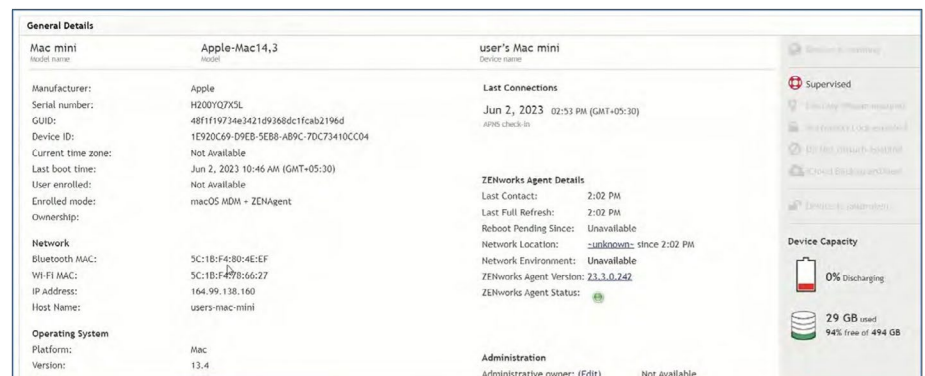 General Details
Mac mini
Model name
Apple-Mac14,3
Model
user's Mac mini
Device name
Manufacturer: Apple
Serial number: H200YQ7X5L
GUID: 48f1f19734e3421d9368dc1fcab2196d
Device ID: 1E920C69-D9EB-5EB8-AB9C-7DC73410CC04
Current time zone: Not Available
Last boot time: Jun 2, 2023 10:46 AM (GMT+05:30)
User enrolled: Not Available
Enrolled mode: macOS MDM + ZENAgent
Ownership:
Network
Bluetooth MAC: 5C:1B:F4:80:4E:EF
WI-FI MAC: 5C:1B:F4:78:66:27
IP Address: 164.99.138.160
Host Name: users-mac-mini
Operating System
Platform: Mac
Version: 13.4
Last Connections
Jun 2, 2023 02:53 PM (GMT+05:30)
APNS check-in
ZENworks Agent Details
Last Contact: 2:02 PM
Last Full Refresh: 2:02 PM
Reboot Pending Since: Unavailable
Network Location: -unknown- since 2:02 PM
Network Environment: Unavailable
ZENworks Agent Version: 23.3.0.242
ZENworks Agent Status:
Administration
Administrative owner: (Edit) Not Available
Supervised
Device Capacity
0% Discharging
29 GB used
94% free of 494 GB